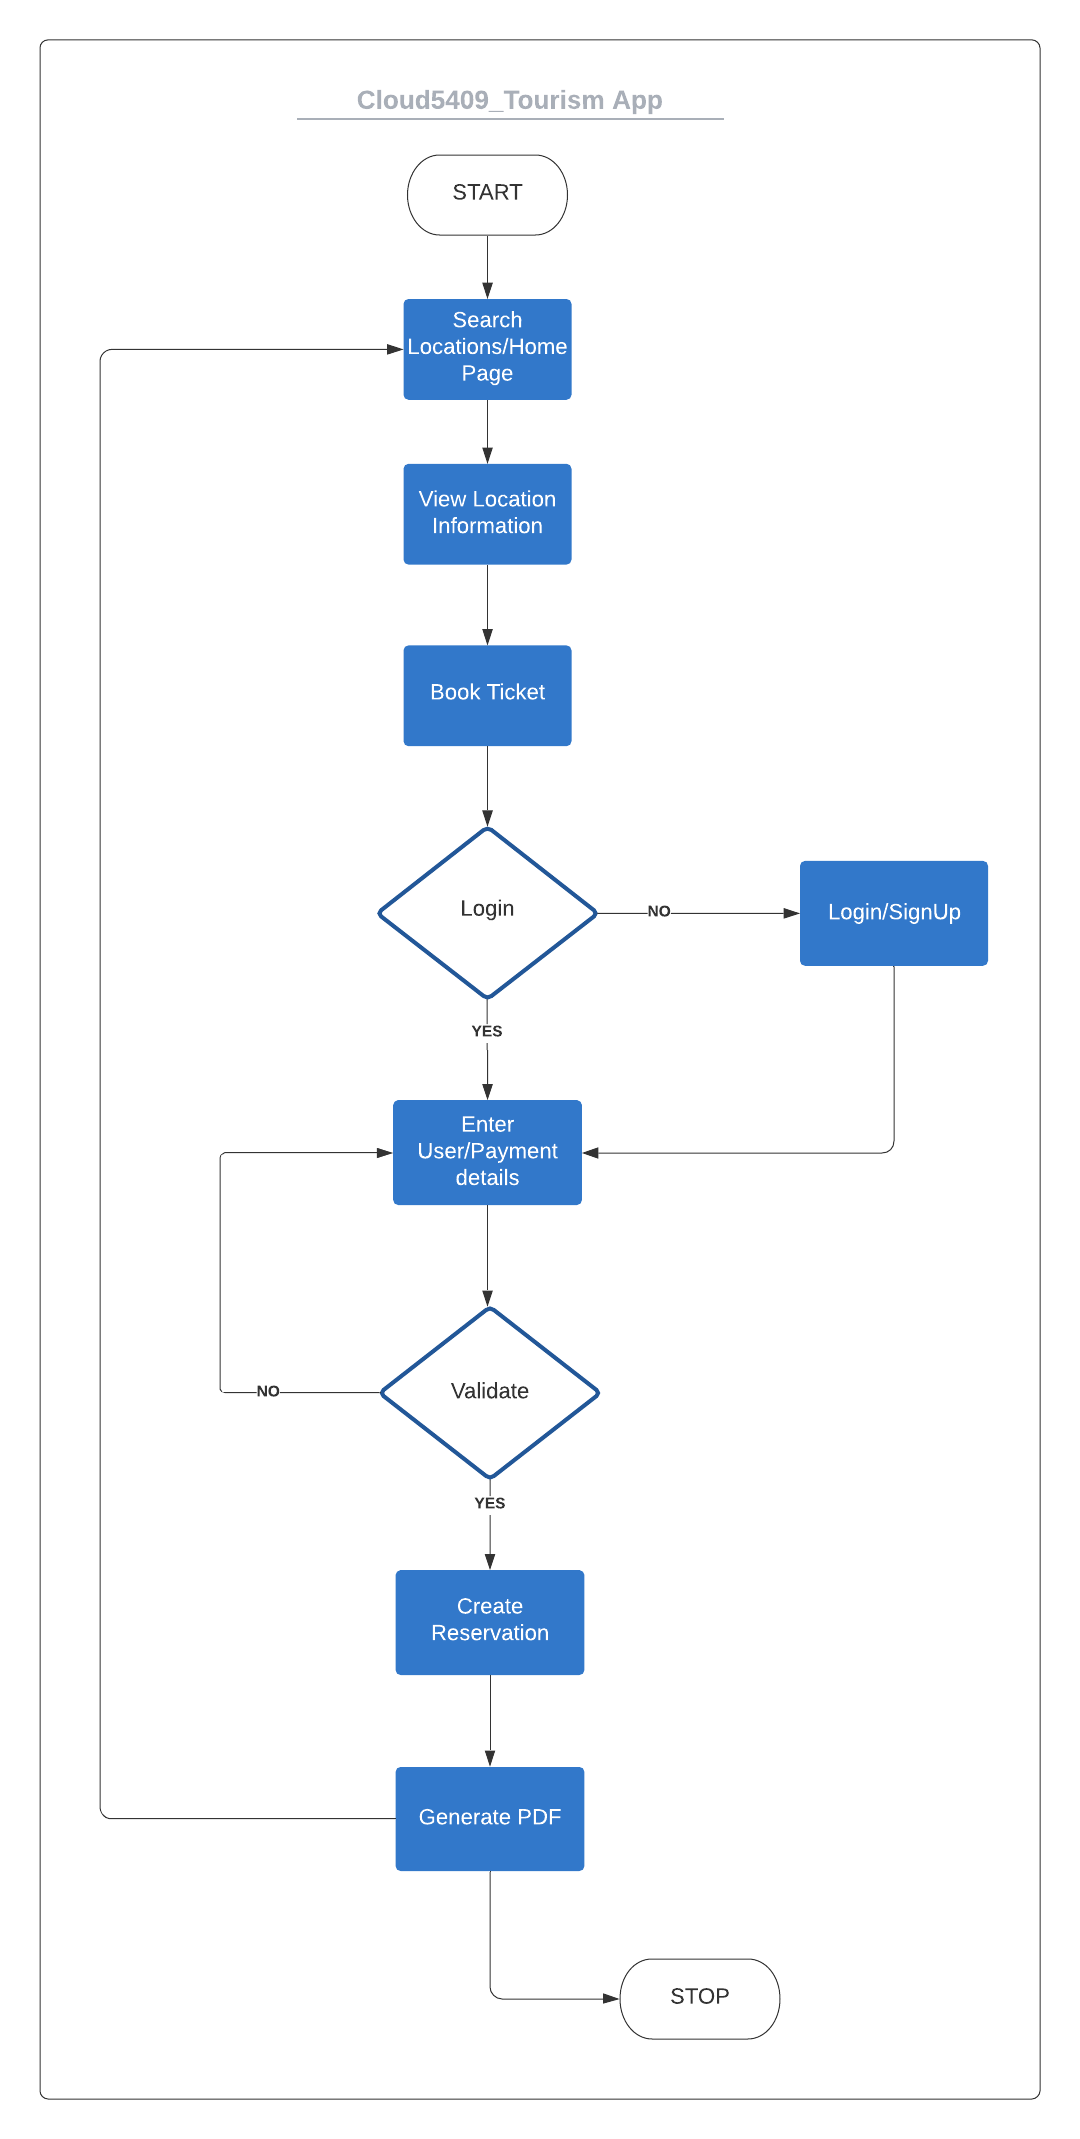 Cloud5409_Tourism App
START
Search
Locations/Home
Page
View Location
Information
Book Ticket
Login
NO
Login/SignUp
YES
Enter
User/Payment
details
Validate
NO
YES
Create
Reservation
Generate PDF
STOP